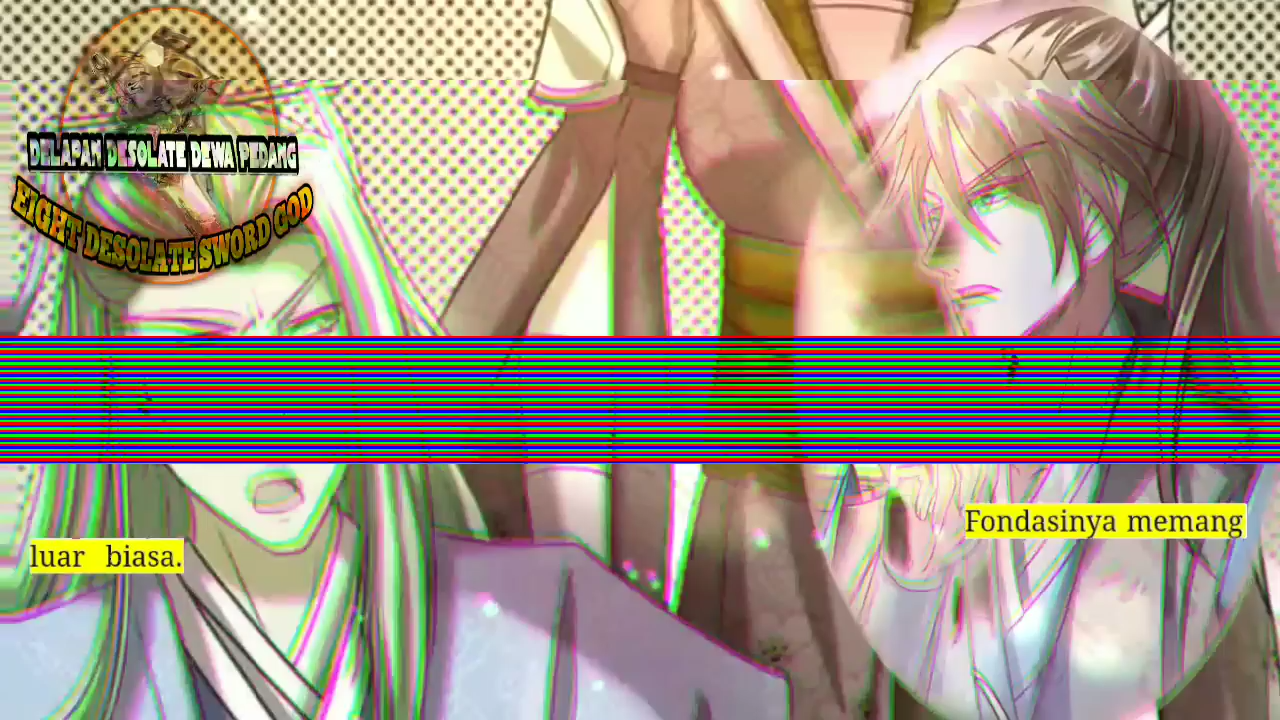 DELAPAN DESOLATE DEWA PEDANG
EIGHT DESOLATE SWORD GOD
Fondasinya memang
luar biasa.